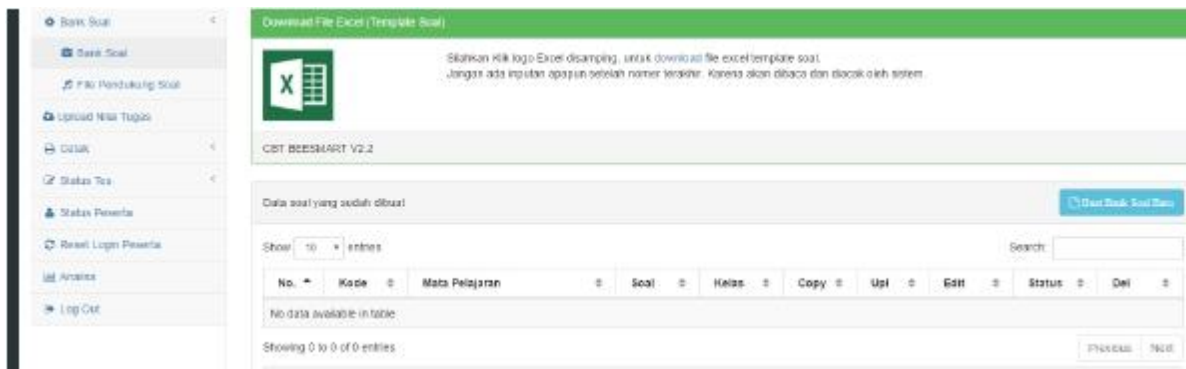 Bank Soal
Bank Soal
File Pendukung Soal
Upload Nilai Tugas
Cetak
Status Tes
Status Peserta
Reset Login Peserta
Analisa
Log Out
Download File Excel (Template Soal)
Silahkan Klik logo Excel disamping, untuk download file excel template soal.
Jangan ada inputan apapun setelah nomer terakhir. Karena akan dibaca dan diacak oleh sistem.
CBT BEESMART V2.2
Data soal yang sudah dibuat
Buat Bank Soal Baru
Show 10 entries
Search:
No. Kode Mata Pelajaran Soal Kelas Copy Upl Edit Status Del
No data available in table
Showing 0 to 0 of 0 entries
Previous Next